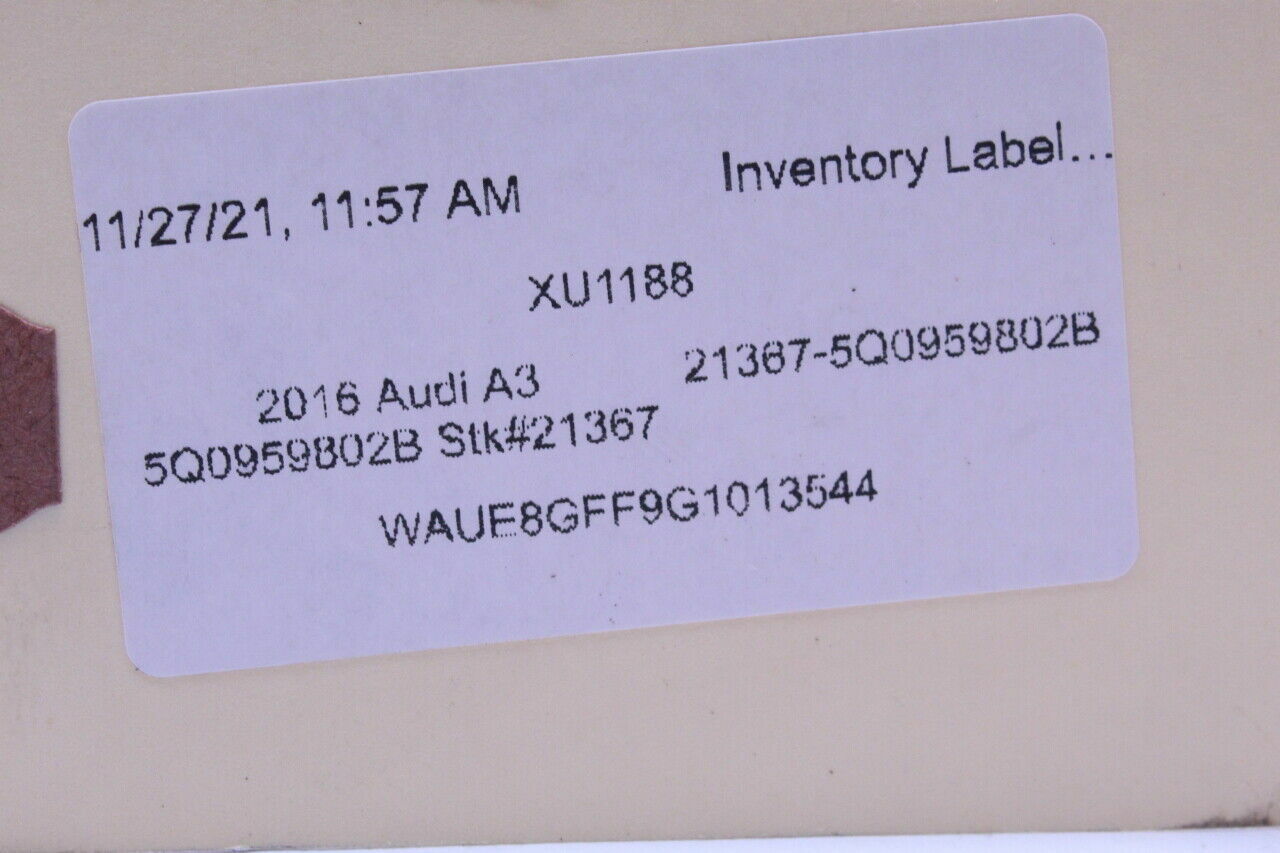 11/27/21, 11:57 AM Inventory Label...
XU1188
2016 Audi A3 21367-5Q0959802B
5Q0959802B Stk#21367
WAUE8GFF9G1013544